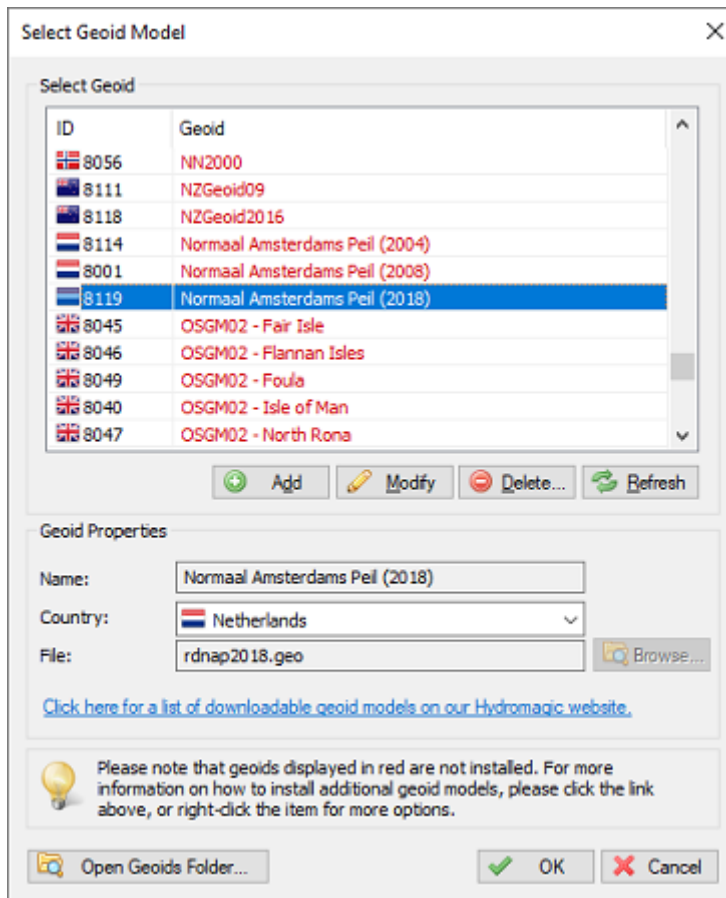 Select Geoid Model
Select Geoid
ID Geoid
8056 NN2000
8111 NZGeoid09
8118 NZGeoid2016
8114 Normaal Amsterdams Peil (2004)
8001 Normaal Amsterdams Peil (2008)
8119 Normaal Amsterdams Peil (2018)
8045 OSGM02 - Fair Isle
8046 OSGM02 - Flannan Isles
8049 OSGM02 - Foula
8040 OSGM02 - Isle of Man
8047 OSGM02 - North Rona
Add Modify Delete... Refresh
Geoid Properties
Name: Normaal Amsterdams Peil (2018)
Country: Netherlands
File: rdnap2018.geo Browse...
Click here for a list of downloadable geoid models on our Hydromagic website.
Please note that geoids displayed in red are not installed. For more
information on how to install additional geoid models, please click the link
above, or right-click the item for more options.
Open Geoids Folder... OK Cancel